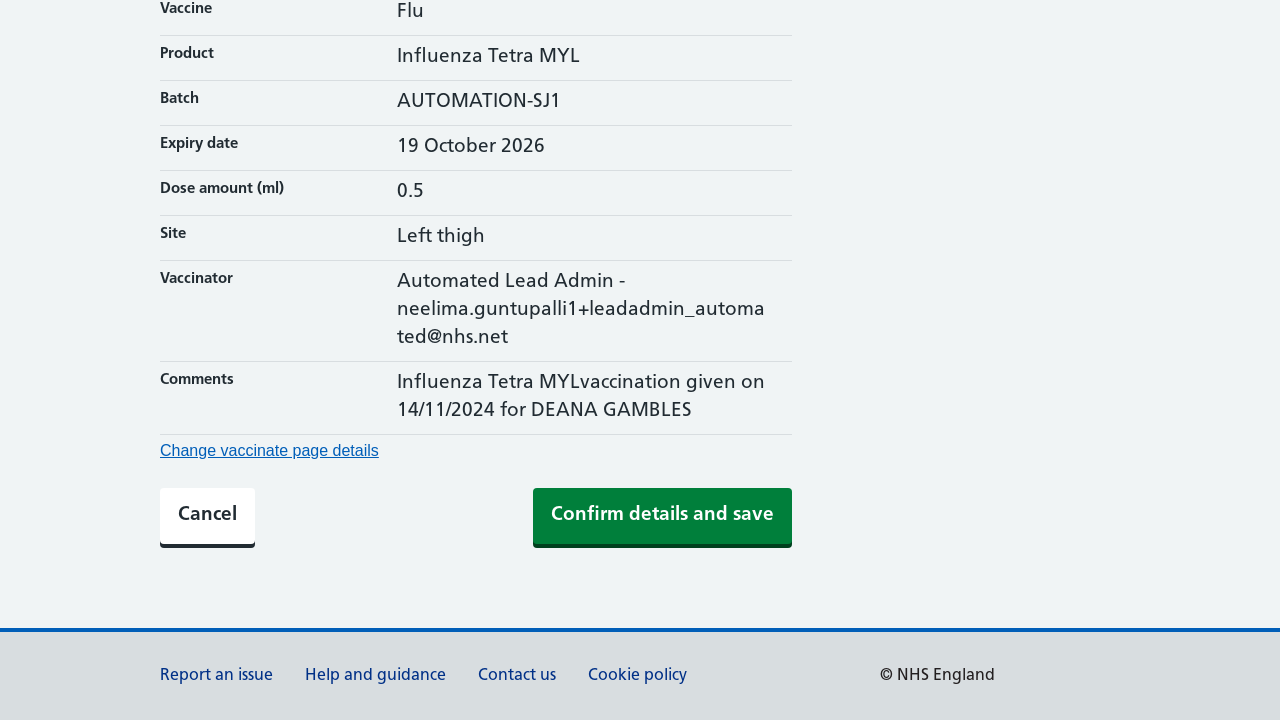 Vaccine Flu
Product Influenza Tetra MYL
Batch AUTOMATION-SJ1
Expiry date 19 October 2026
Dose amount (ml) 0.5
Site Left thigh
Vaccinator Automated Lead Admin -
neelima.guntupalli1+leadadmin_automa
ted@nhs.net
Comments Influenza Tetra MYLvaccination given on
14/11/2024 for DEANA GAMBLES
Change vaccinate page details
Cancel Confirm details and save
Report an issue Help and guidance Contact us Cookie policy © NHS England